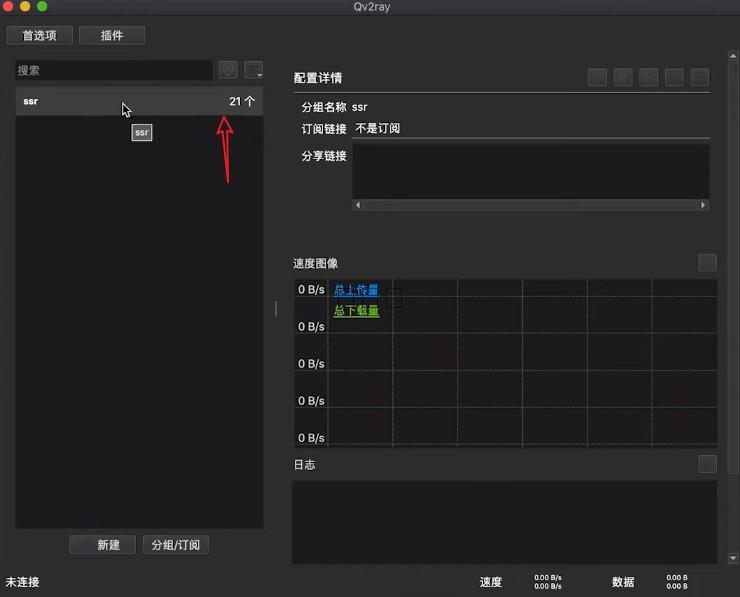 Qv2ray
首选项 插件
搜索
ssr 21 个
ssr
配置详情
分组名称 ssr
订阅链接 不是订阅
分享链接
速度图像
0 B/s 总上传量
总下载量
0 B/s
0 B/s
0 B/s
0 B/s
日志
新建 分组/订阅
未连接 速度 0.00 B/s 数据 0.00 B
0.00 B/s 0.00 B